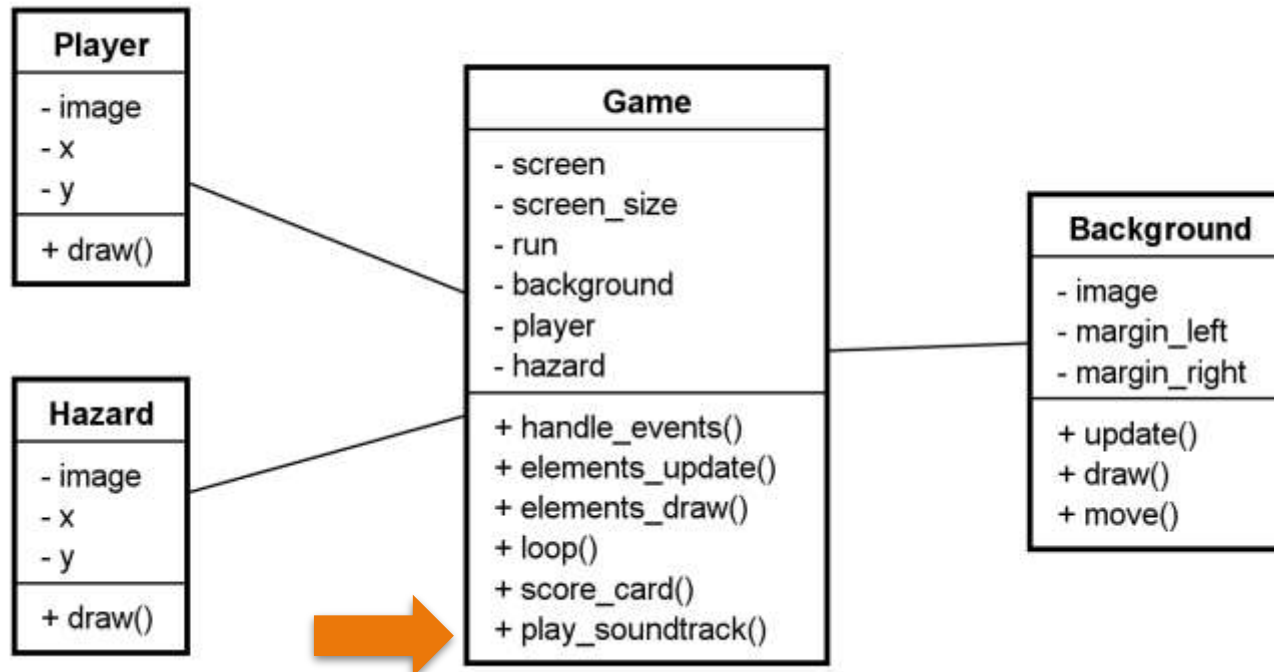 Player
- image
- x
- y
+ draw()
Hazard
- image
- x
- y
+ draw()
Game
- screen
- screen_size
- run
- background
- player
- hazard
+ handle_events()
+ elements_update()
+ elements_draw()
+ loop()
+ score_card()
+ play_soundtrack()
Background
- image
- margin_left
- margin_right
+ update()
+ draw()
+ move()